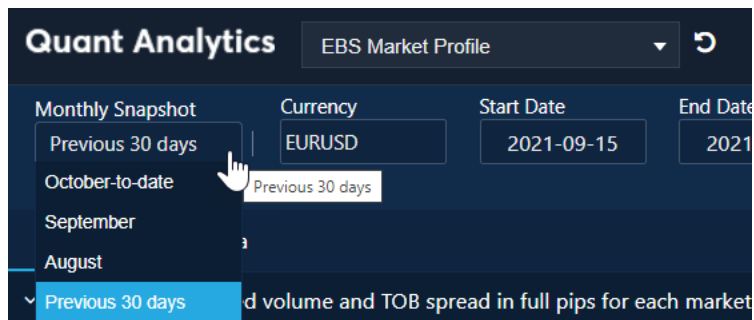 Quant Analytics EBS Market Profile
Monthly Snapshot Currency Start Date End Date
Previous 30 days EURUSD 2021-09-15 2021
October-to-date Previous 30 days
September
August
Previous 30 days d volume and TOB spread in full pips for each market